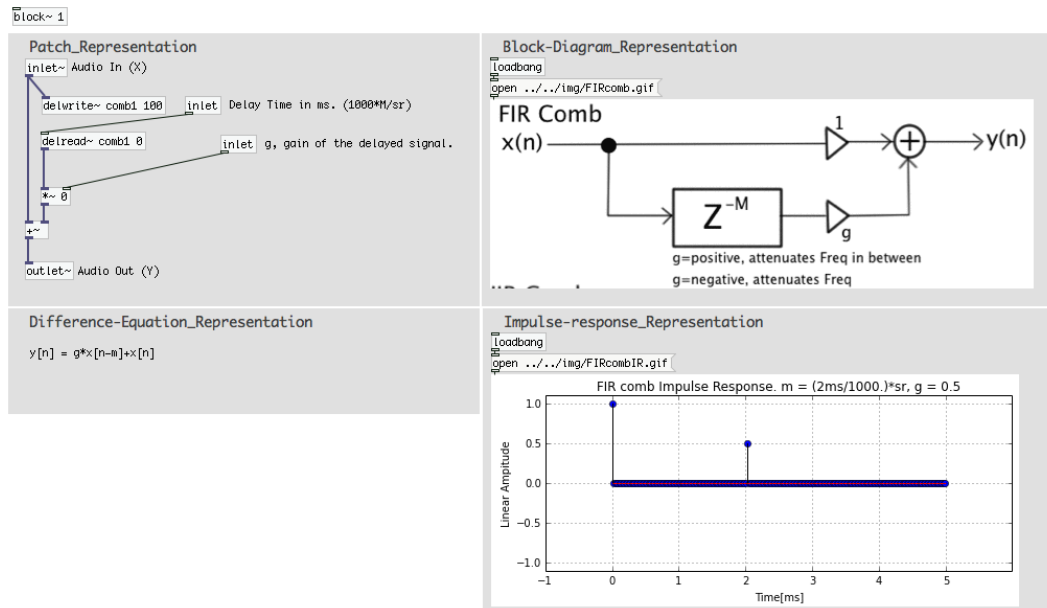 block~ 1
Patch_Representation
inlet~ Audio In (X)
delwrite~ comb1 100
inlet Delay Time in ms. (1000*M/sr)
delread~ comb1 0
inlet g, gain of the delayed signal.
*~ 0
+~
outlet~ Audio Out (Y)
Block-Diagram_Representation
loadbang
open ../../img/FIRcomb.gif
FIR Comb
x(n)
1
+
y(n)
Z-M
g
g=positive, attenuates Freq in between
g=negative, attenuates Freq
Difference-Equation_Representation
y[n] = g*x[n-m]+x[n]
Impulse-response_Representation
loadbang
open ../../img/FIRcombIR.gif
FIR comb Impulse Response. m = (2ms/1000.)*sr, g = 0.5
Linear Ampitude
1.0
0.5
0.0
−0.5
−1.0
−1 0 1 2 3 4 5
Time[ms]